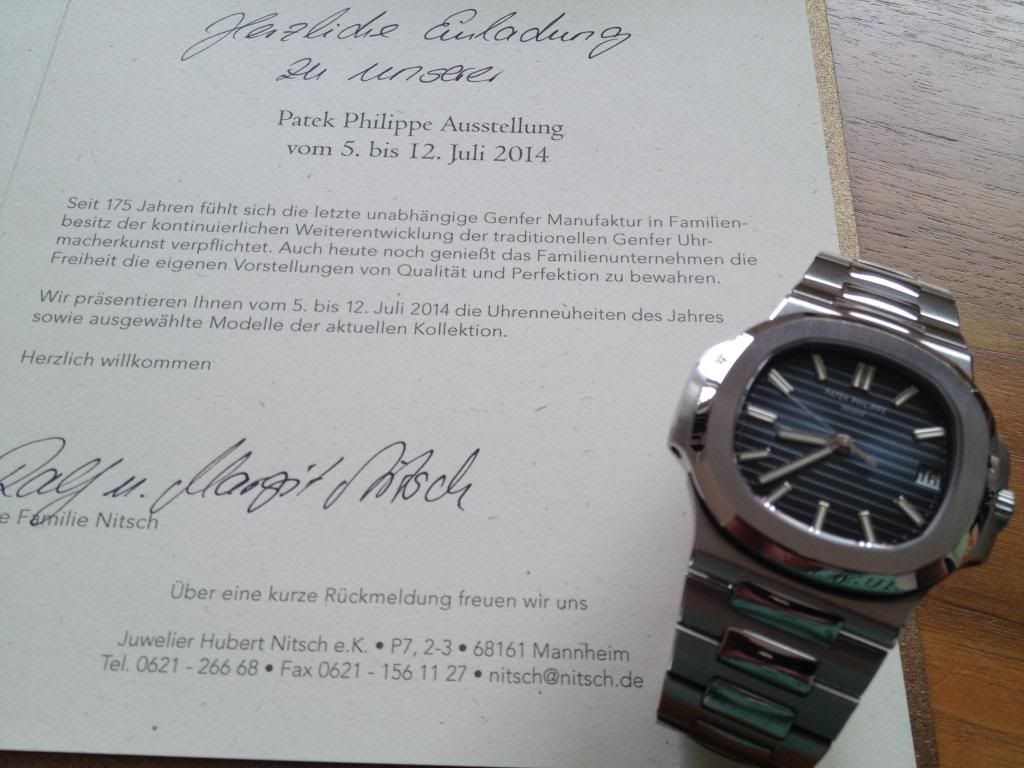 Herzliche Einladung
zu unserer
Patek Philippe Ausstellung
vom 5. bis 12. Juli 2014
Seit 175 Jahren fühlt sich die letzte unabhängige Genfer Manufaktur in Familien-
besitz der kontinuierlichen Weiterentwicklung der traditionellen Genfer Uhr-
macherkunst verpflichtet. Auch heute noch genießt das Familienunternehmen die
Freiheit die eigenen Vorstellungen von Qualität und Perfektion zu bewahren.
Wir präsentieren Ihnen vom 5. bis 12. Juli 2014 die Uhrenneuheiten des Jahres
sowie ausgewählte Modelle der aktuellen Kollektion.
Herzlich willkommen
Ralf u. Margit Nitsch
e Familie Nitsch
Über eine kurze Rückmeldung freuen wir uns
Juwelier Hubert Nitsch e.K. • P7, 2-3 • 68161 Mannheim
Tel. 0621 - 266 68 • Fax 0621 - 156 11 27 • nitsch@nitsch.de
PATEK PHILIPPE
GENEVE